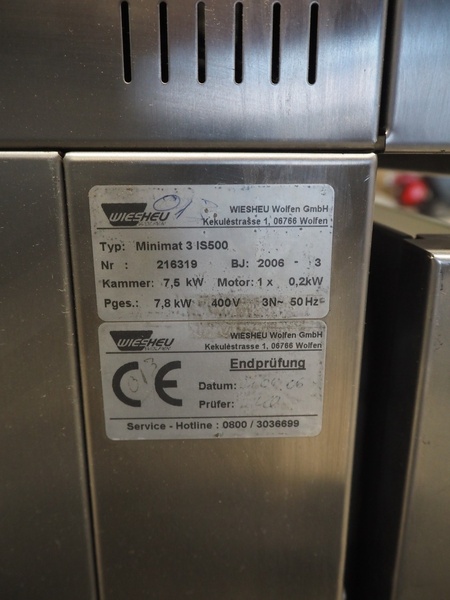 WIESHEU
WIESHEU Wolfen GmbH
Kekuléstraße 1, 06766 Wolfen
Typ: Minimat 3 IS500
Nr : 216319 BJ: 2006 - 3
Kammer: 7,5 kW Motor: 1 x 0,2kW
Pges.: 7,8 kW 400V 3N~ 50 Hz
WIESHEU
WIESHEU Wolfen GmbH
Kekuléstrasse 1, 06766 Wolfen
CE
Endprüfung
Datum:
Prüfer:
Service - Hotline : 0800 / 3036699